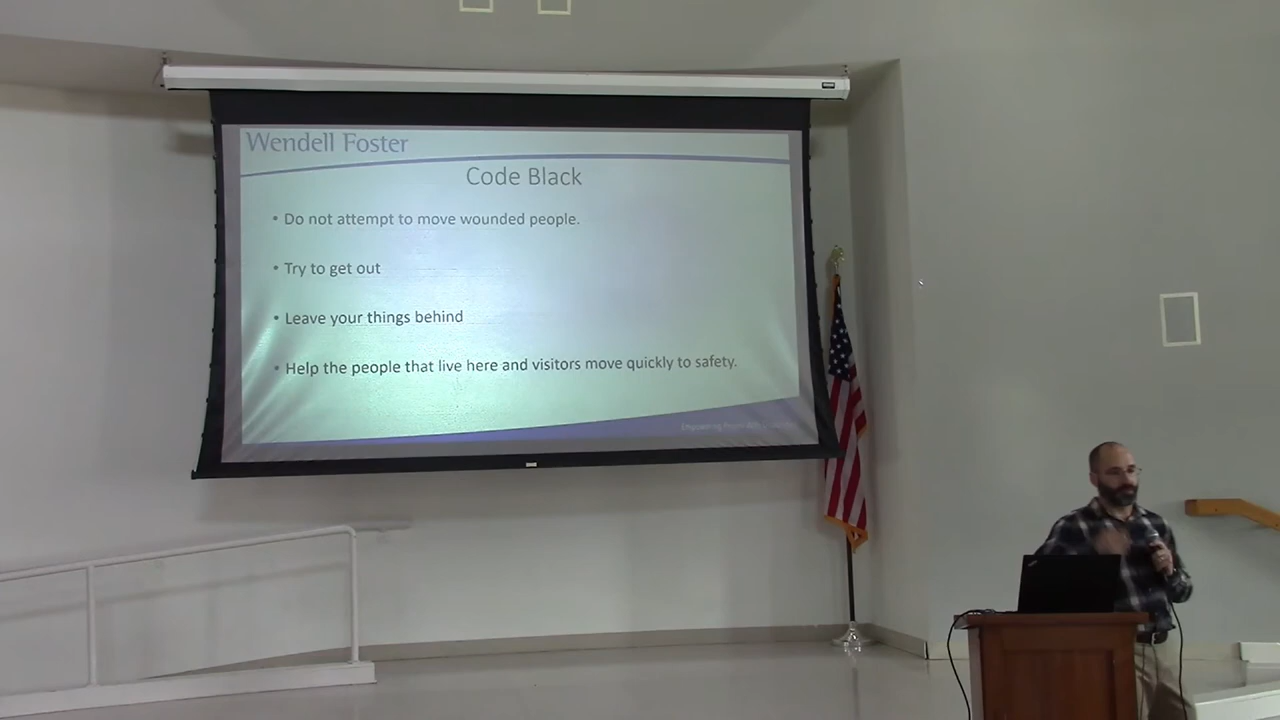 Wendell Foster
Code Black
• Do not attempt to move wounded people.
• Try to get out
• Leave your things behind
• Help the people that live here and visitors move quickly to safety.
Empowering